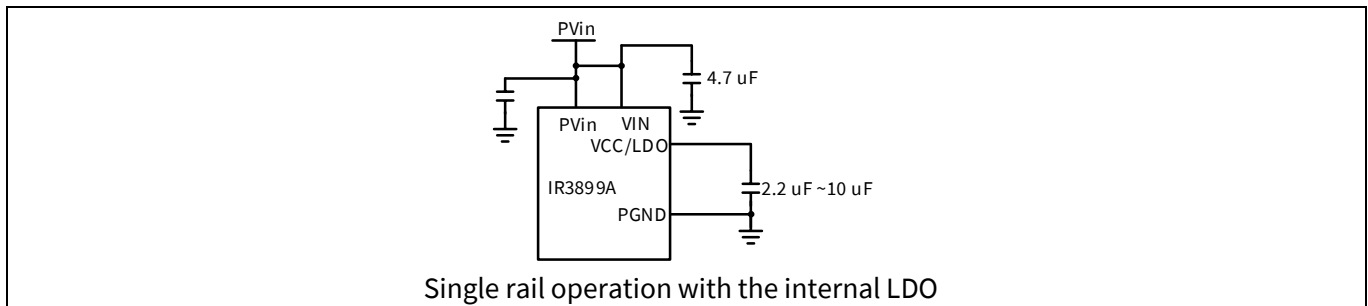 PVin
4.7 uF
PVin VIN
VCC/LDO
IR3899A
2.2 uF ~10 uF
PGND
Single rail operation with the internal LDO